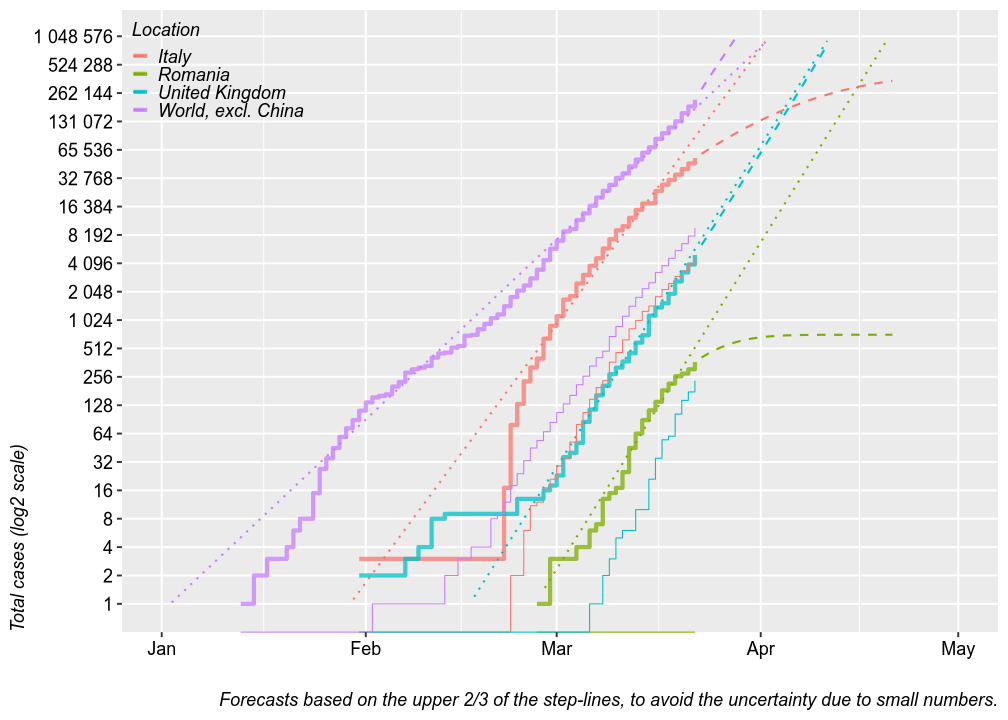 Location
Italy
Romania
United Kingdom
World, excl. China
1 048 576
524 288
262 144
131 072
65 536
32 768
16 384
8 192
4 096
2 048
1 024
512
256
128
64
32
16
8
4
2
1
Total cases (log2 scale)
Jan Feb Mar Apr May
Forecasts based on the upper 2/3 of the step-lines, to avoid the uncertainty due to small numbers.